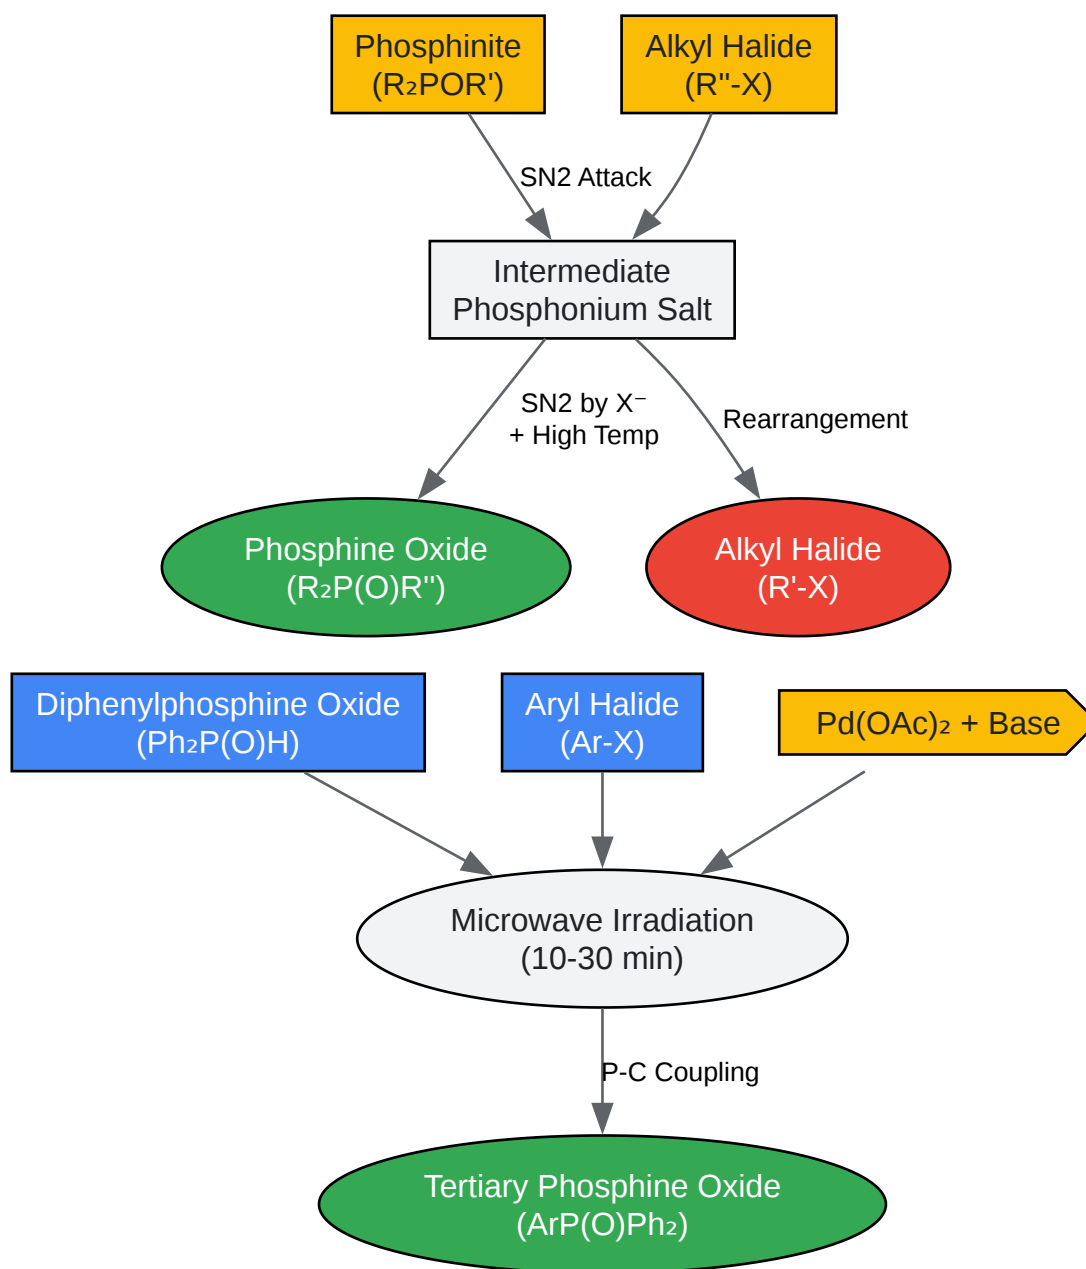 Phosphinite
(R₂POR')
Alkyl Halide
(R''-X)
SN2 Attack
Intermediate
Phosphonium Salt
SN2 by X⁻
+ High Temp
Rearrangement
Phosphine Oxide
(R₂P(O)R'')
Alkyl Halide
(R'-X)
Diphenylphosphine Oxide
(Ph₂P(O)H)
Aryl Halide
(Ar-X)
Pd(OAc)₂ + Base
Microwave Irradiation
(10-30 min)
P-C Coupling
Tertiary Phosphine Oxide
(ArP(O)Ph₂)